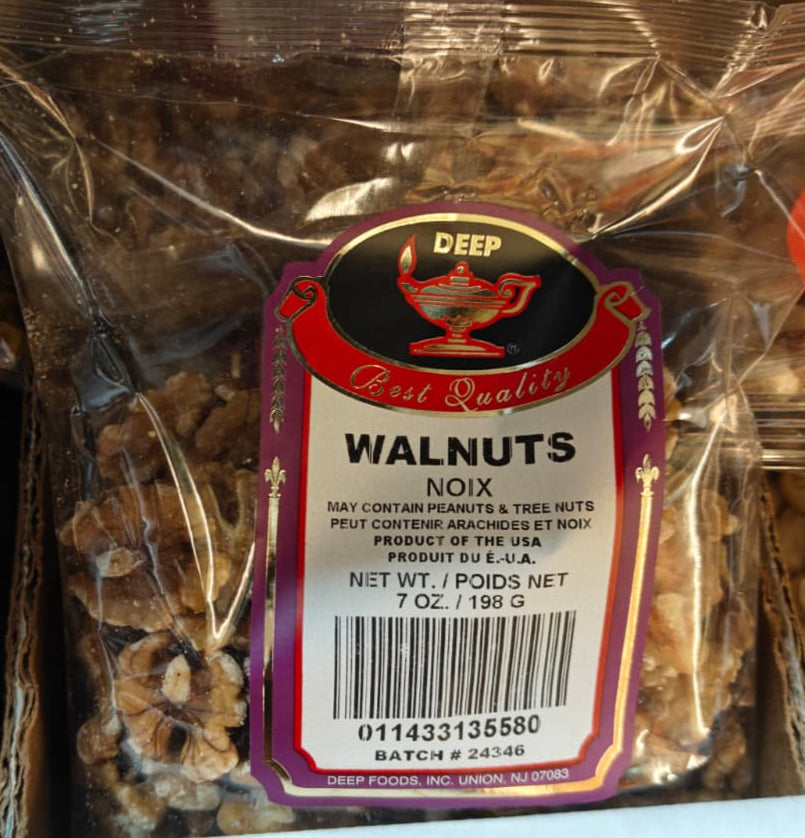 DEEP
Best Quality
WALNUTS
NOIX
MAY CONTAIN PEANUTS & TREE NUTS
PEUT CONTENIR ARACHIDES ET NOIX
PRODUCT OF THE USA
PRODUIT DU É.-U.A.
NET WT. / POIDS NET
7 OZ. / 198 G
011433135580
BATCH # 24346
DEEP FOODS, INC. UNION, NJ 07083